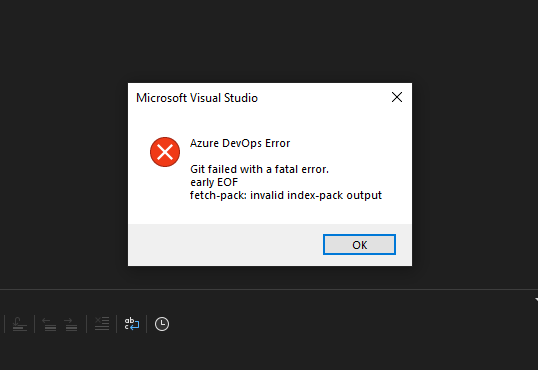 Microsoft Visual Studio
Azure DevOps Error
Git failed with a fatal error.
early EOF
fetch-pack: invalid index-pack output
OK
ab
c